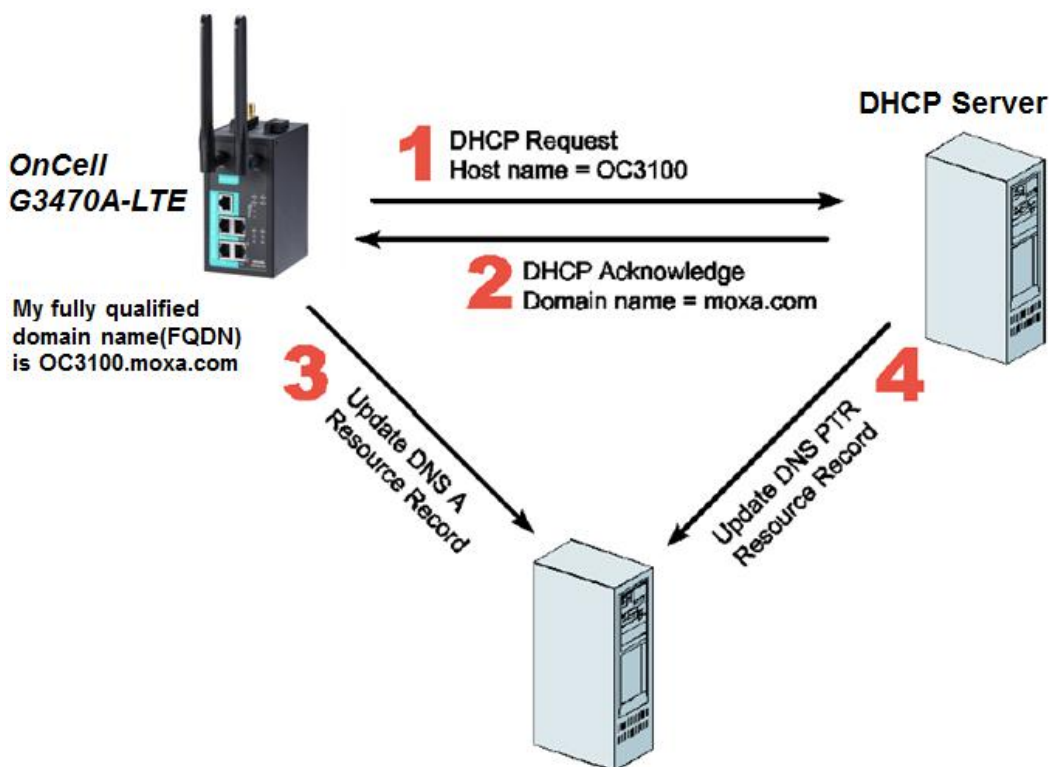 DHCP Server
OnCell
G3470A-LTE
1
DHCP Request
Host name = OC3100
2
DHCP Acknowledge
Domain name = moxa.com
My fully qualified
domain name(FQDN)
is OC3100.moxa.com
3
Update DNS A
Resource Record
4
Update DNS PTR
Resource Record